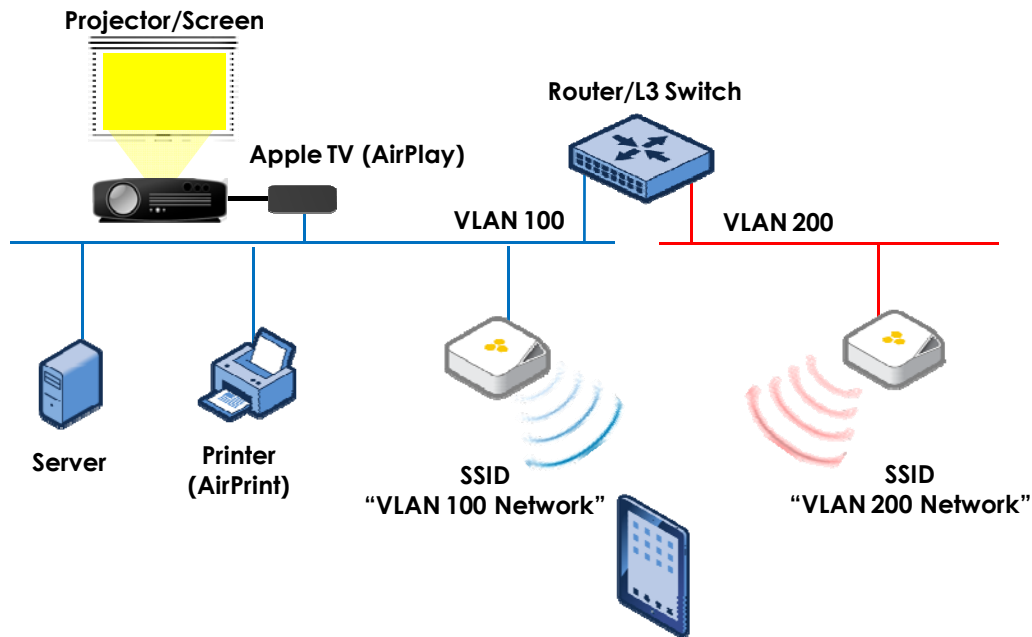 Projector/Screen
Router/L3 Switch
Apple TV (AirPlay)
VLAN 100
VLAN 200
Server
Printer
(AirPrint)
SSID
“VLAN 100 Network”
SSID
“VLAN 200 Network”